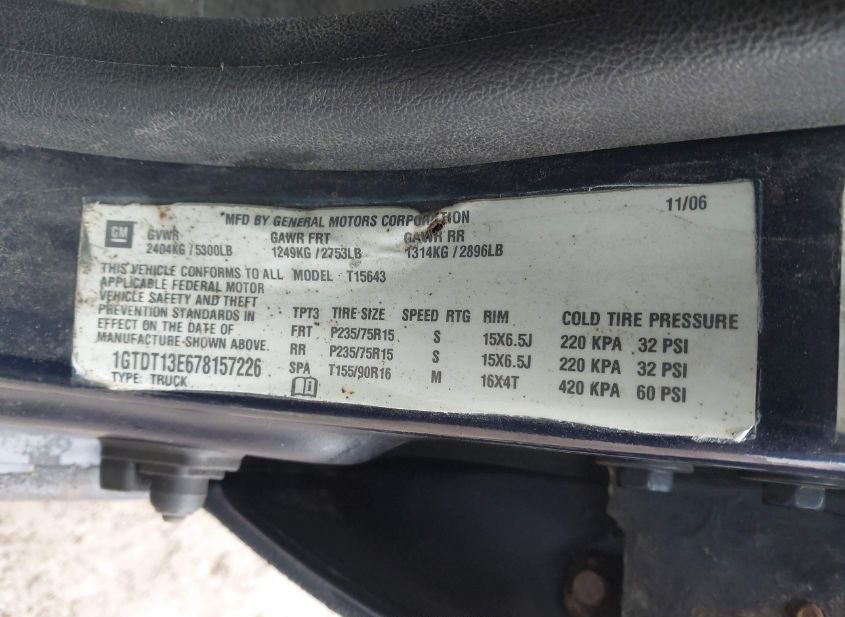 MFD BY GENERAL MOTORS CORPORATION 11/06
GM GVWR GAWR FRT GAWR RR
2404KG / 5300LB 1249KG / 2753LB 1314KG / 2896LB
THIS VEHICLE CONFORMS TO ALL MODEL T15643
APPLICABLE FEDERAL MOTOR
VEHICLE SAFETY AND THEFT
PREVENTION STANDARDS IN
EFFECT ON THE DATE OF
MANUFACTURE SHOWN ABOVE.
1GTDT13E678157226
TYPE: TRUCK
TPT3 TIRE SIZE SPEED RTG RIM COLD TIRE PRESSURE
FRT P235/75R15 S 15X6.5J 220 KPA 32 PSI
RR P235/75R15 S 15X6.5J 220 KPA 32 PSI
SPA T155/90R16 M 16X4T 420 KPA 60 PSI